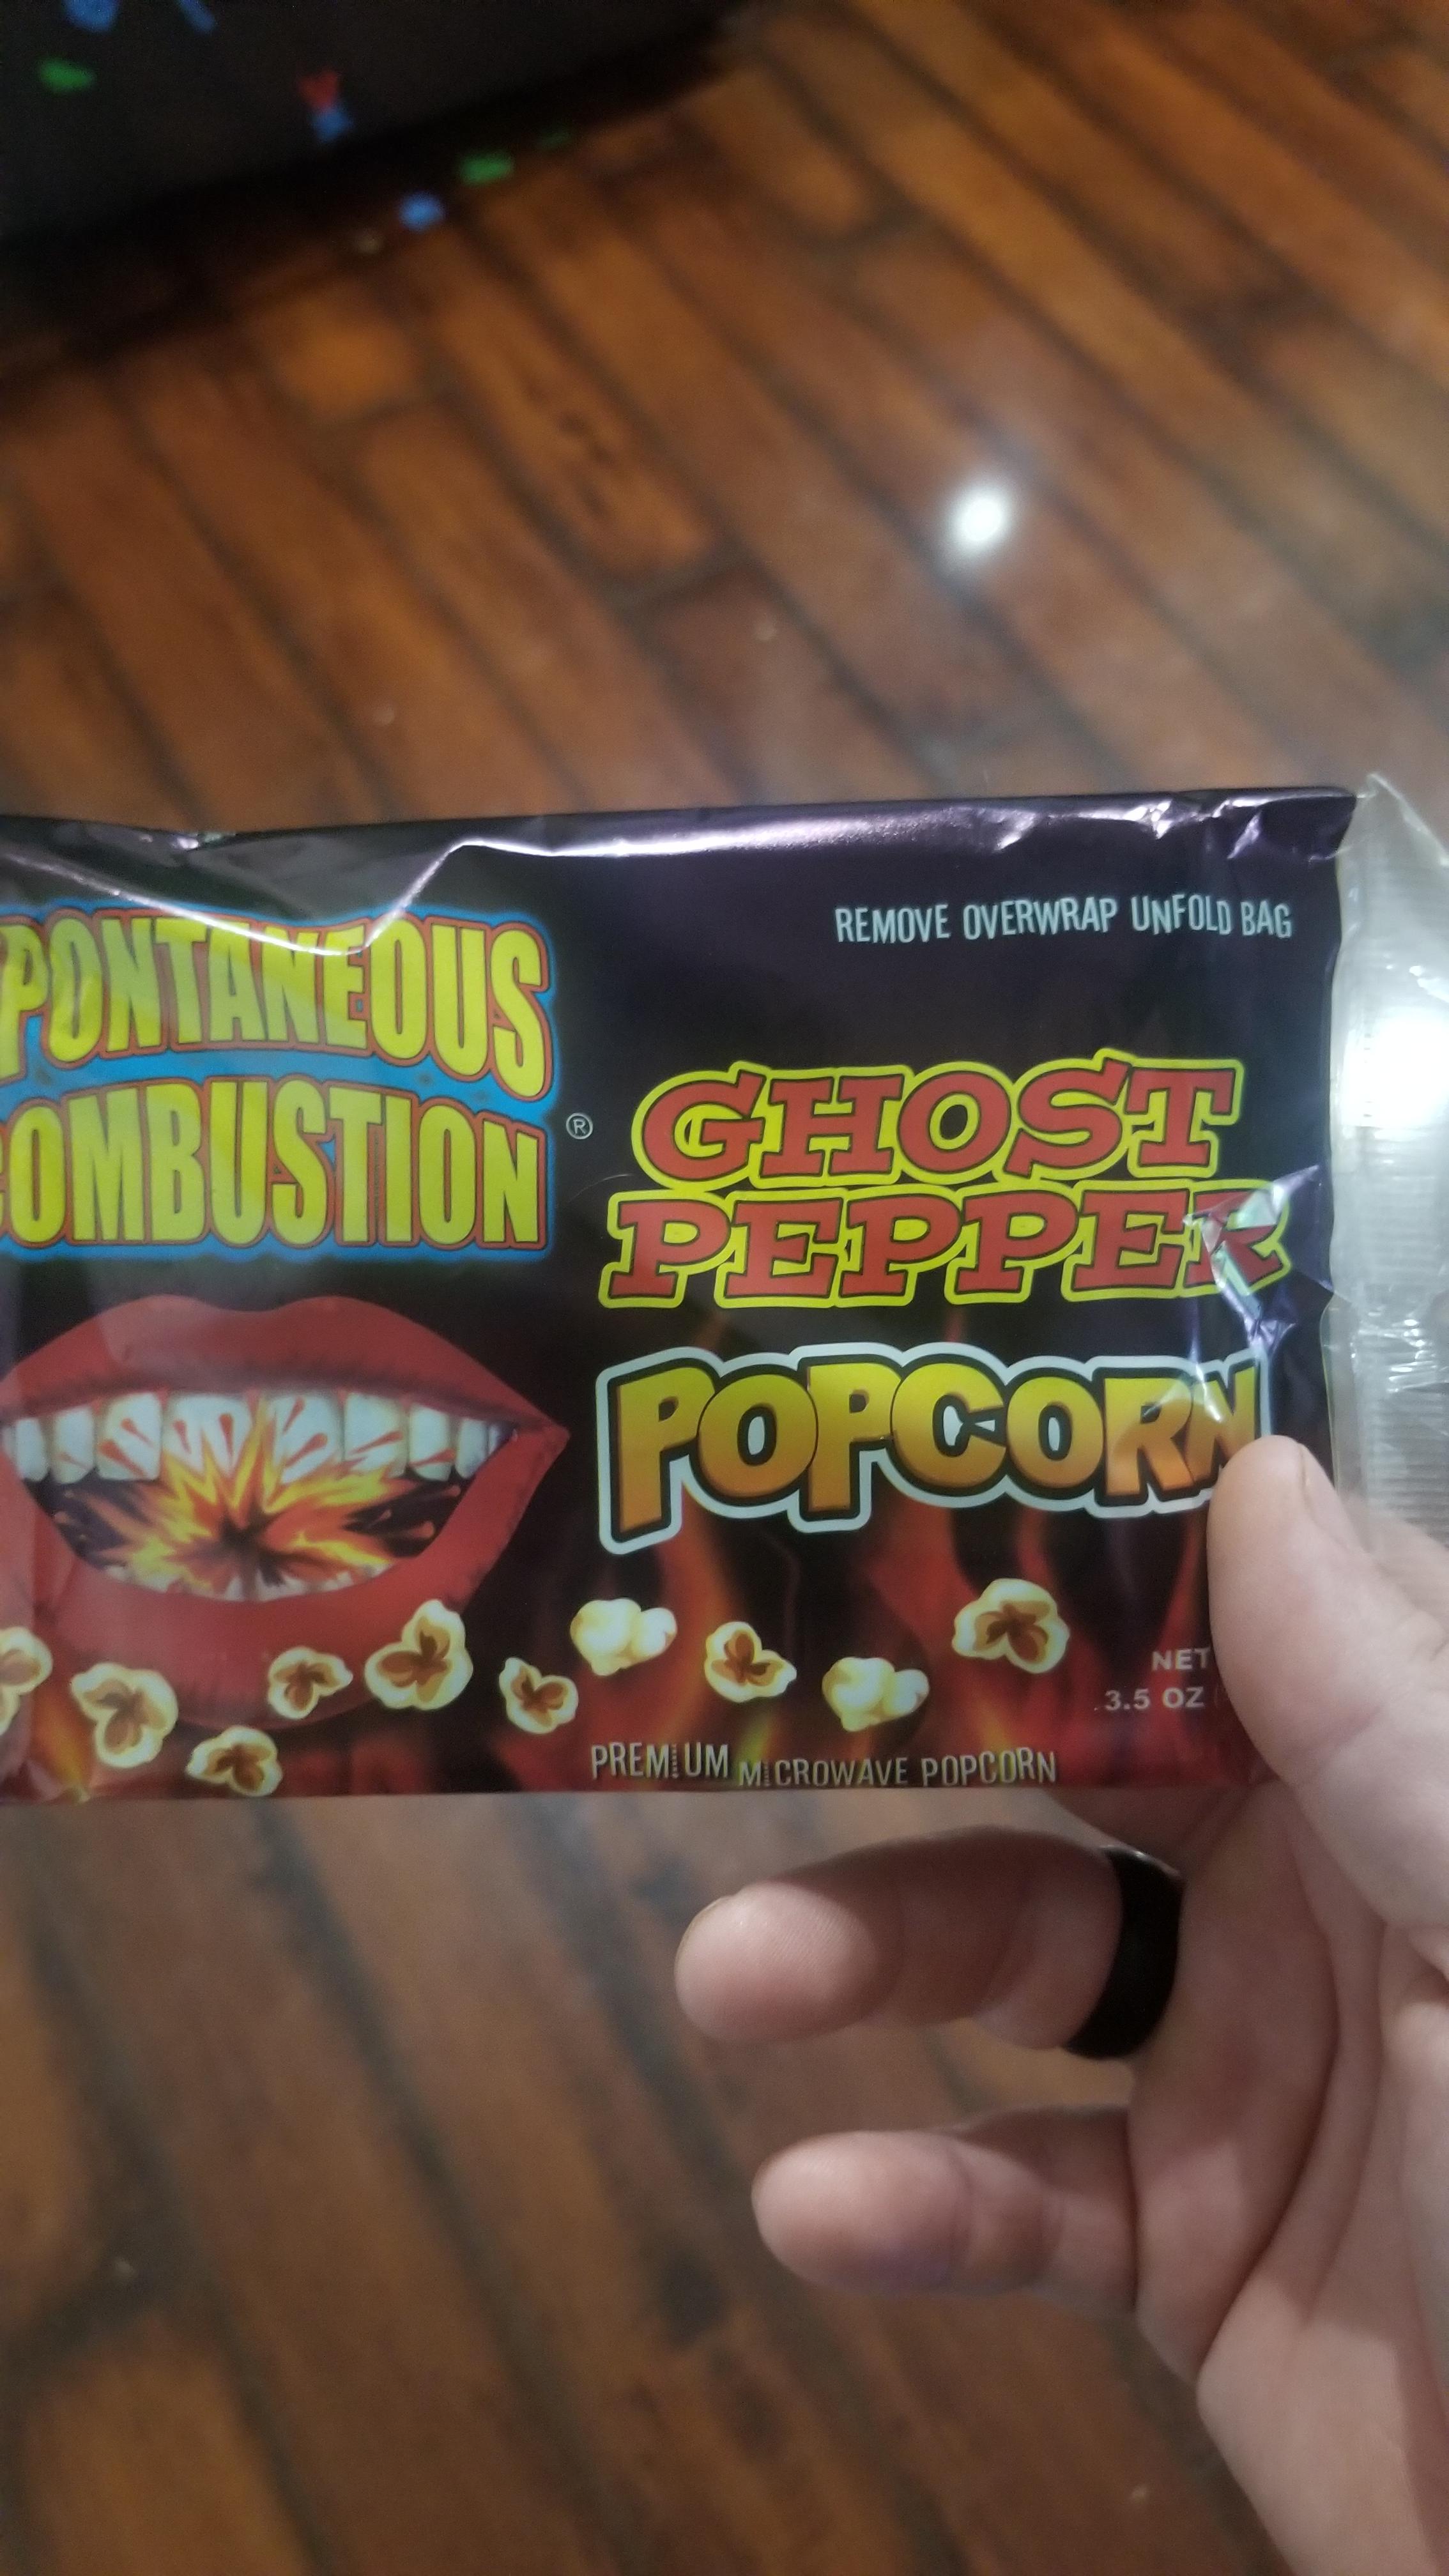 PONTANEOUS
OMBUSTION
®
REMOVE OVERWRAP UNFOLD BAG
GHOST
PEPPER
POPCORN
NET
3.5 OZ
PREMIUM MICROWAVE POPCORN